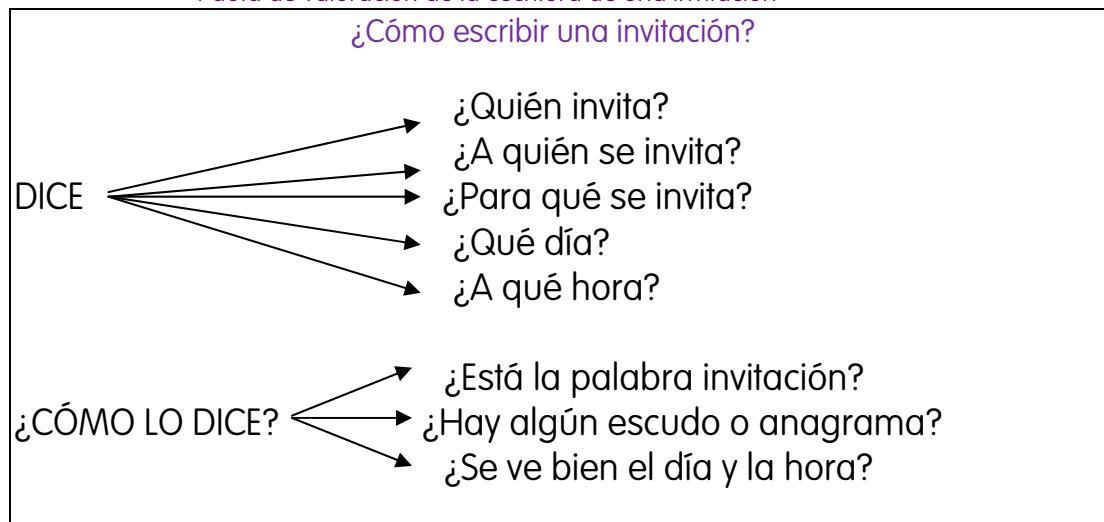 ¿Cómo escribir una invitación?
¿Quién invita?
¿A quién se invita?
DICE ¿Para qué se invita?
¿Qué día?
¿A qué hora?
¿Está la palabra invitación?
¿CÓMO LO DICE? ¿Hay algún escudo o anagrama?
¿Se ve bien el día y la hora?